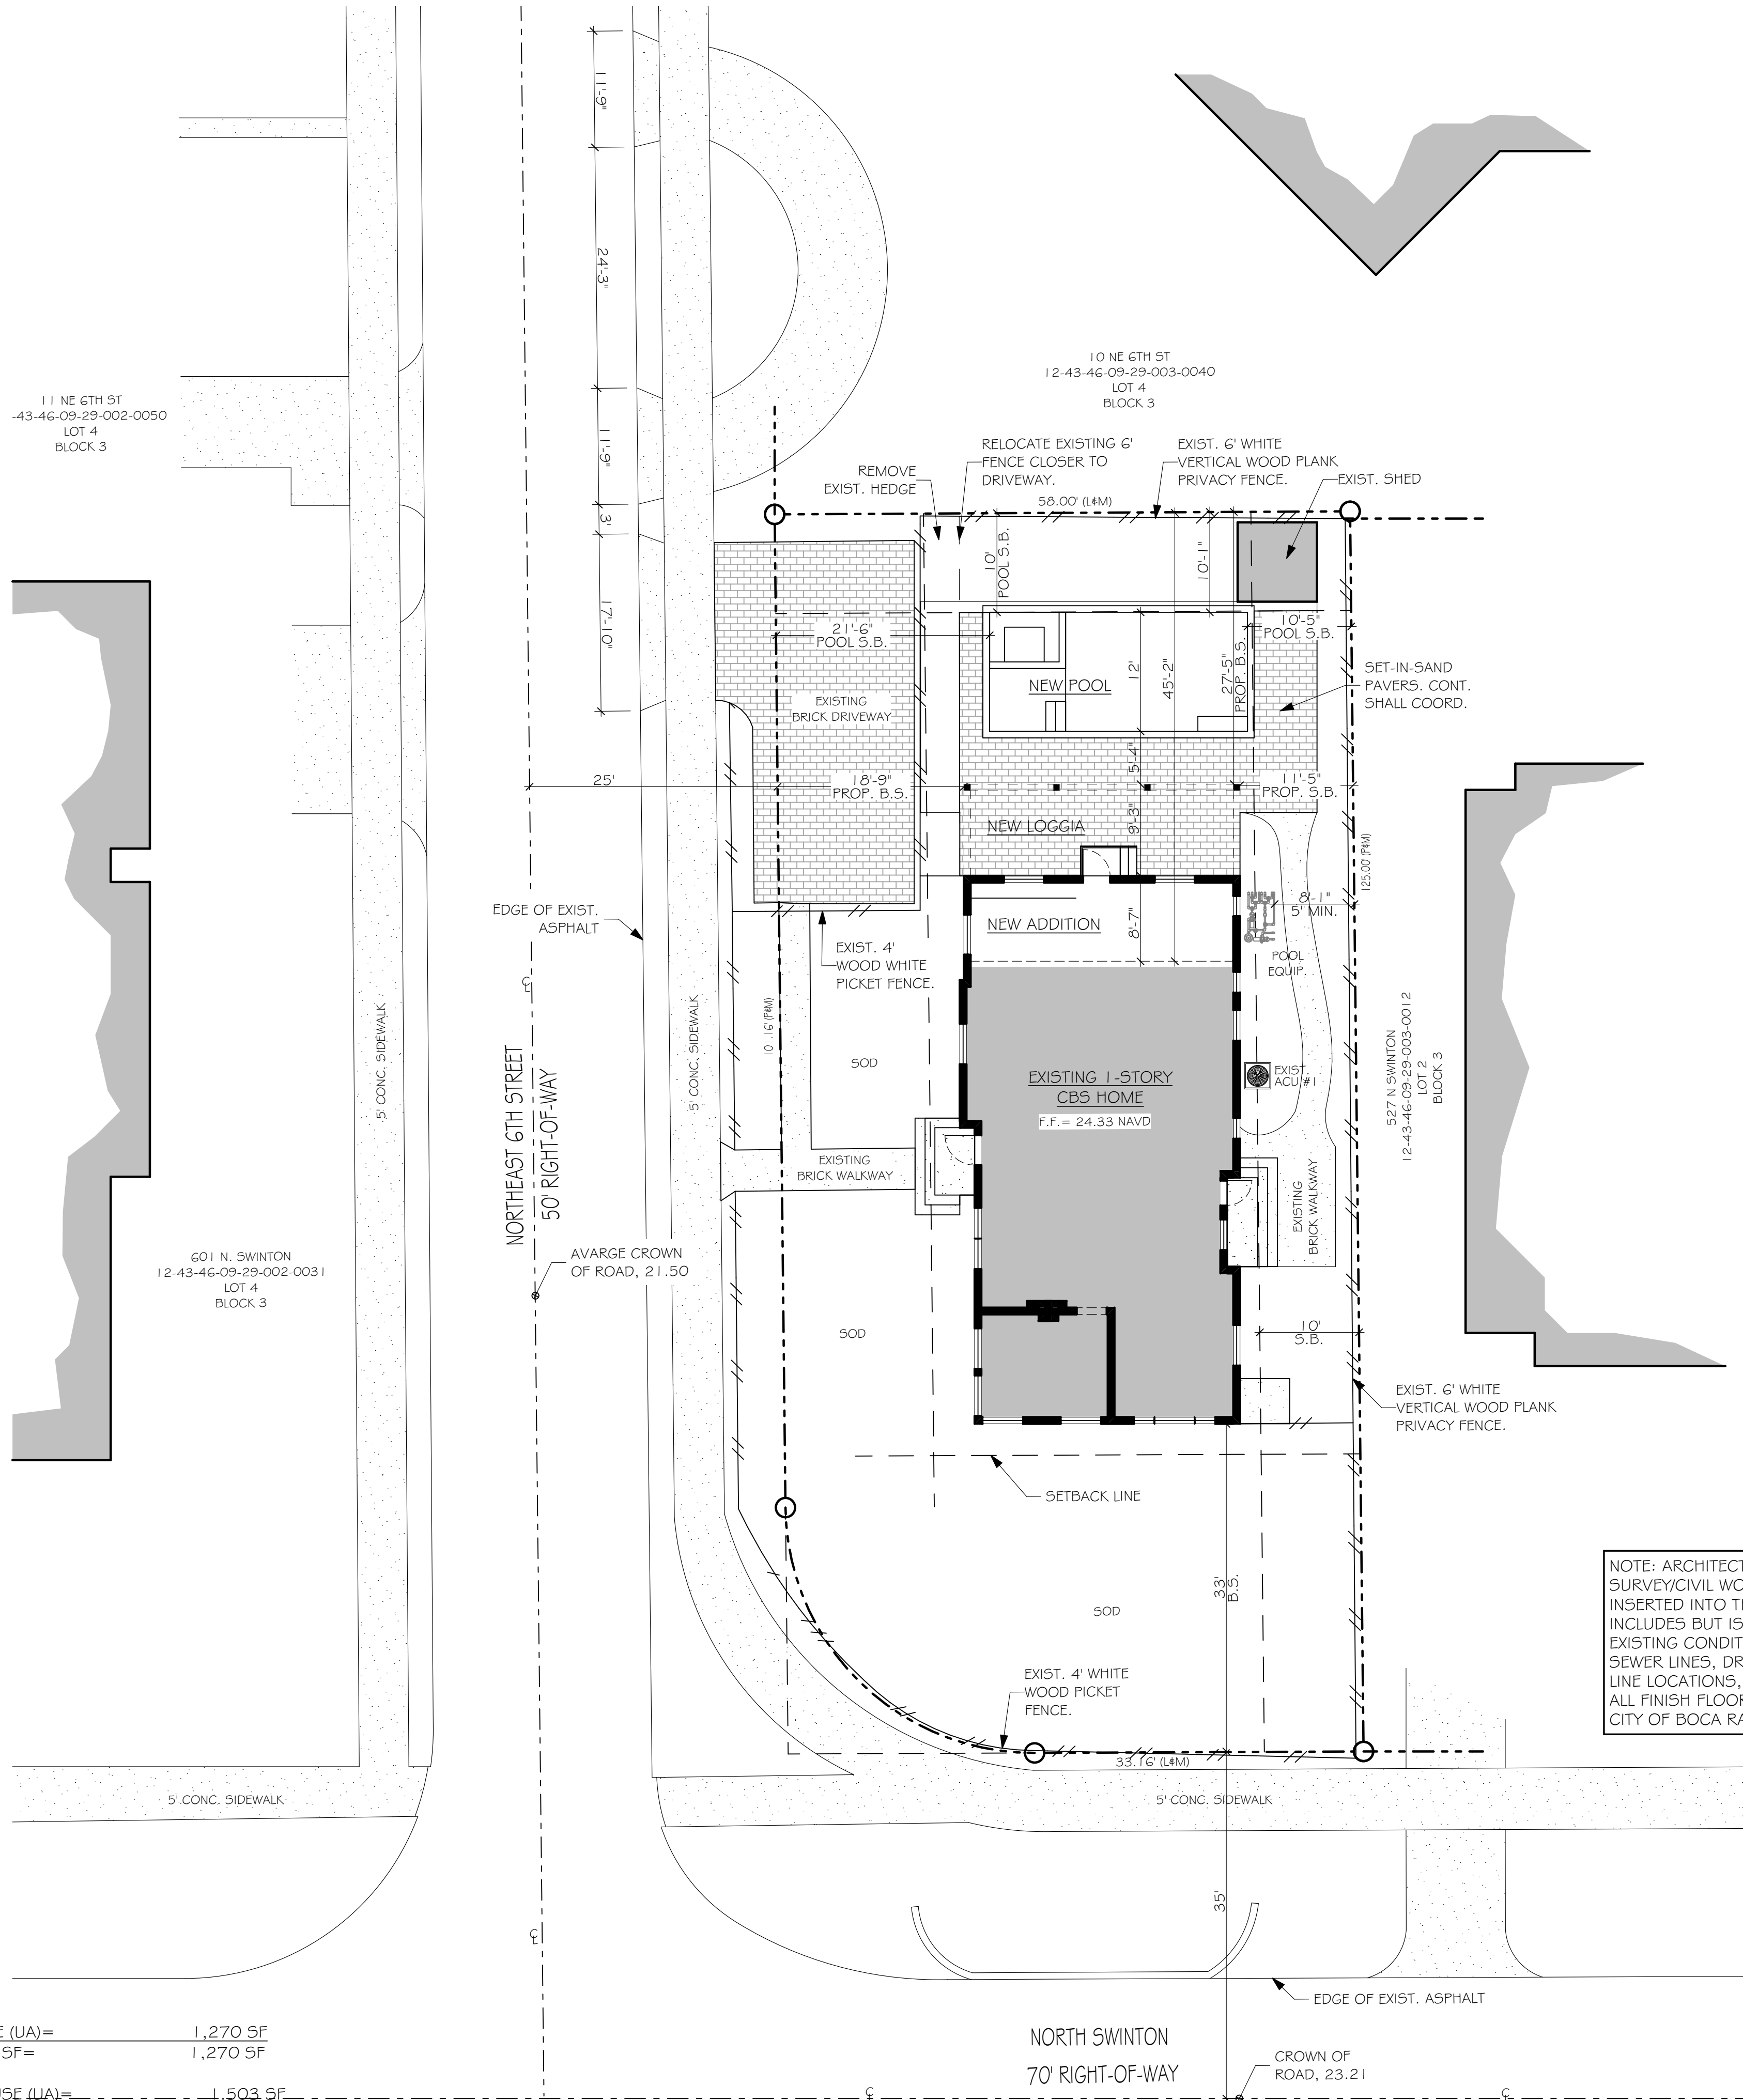 11'-9"
24'-3"
11'-9"
3'
17'-10"
11 NE 6TH ST
-43-46-09-29-002-0050
LOT 4
BLOCK 3
10 NE 6TH ST
12-43-46-09-29-003-0040
LOT 4
BLOCK 3
REMOVE
EXIST. HEDGE
RELOCATE EXISTING 6'
FENCE CLOSER TO
DRIVEWAY.
EXIST. 6' WHITE
VERTICAL WOOD PLANK
PRIVACY FENCE.
EXIST. SHED
58.00' (L&M)
10'
POOL S.B.
10'-1"
21'-6"
POOL S.B.
10'-5"
POOL S.B.
NEW POOL
12'
45'-2"
27'-5"
PROP. B.S.
SET-IN-SAND
PAVERS. CONT.
SHALL COORD.
EXISTING
BRICK DRIVEWAY
25'
18'-9"
PROP. B.S.
5'-4"
11'-5"
PROP. S.B.
NEW LOGGIA
9'-3"
125.00' (P&M)
8'-1"
5' MIN.
EDGE OF EXIST.
ASPHALT
NEW ADDITION
8'-7"
EXIST. 4'
WOOD WHITE
PICKET FENCE.
POOL
EQUIP.
101.16' (P&M)
5' CONC. SIDEWALK
5' CONC. SIDEWALK
SOD
EXISTING 1-STORY
CBS HOME
F.F.= 24.33 NAVD
EXIST.
ACU #1
527 N SWINTON
12-43-46-09-29-003-0012
LOT 2
BLOCK 3
NORTHEAST 6TH STREET
50' RIGHT-OF-WAY
EXISTING
BRICK WALKWAY
EXISTING
BRICK WALKWAY
601 N. SWINTON
12-43-46-09-29-002-0031
LOT 4
BLOCK 3
AVARGE CROWN
OF ROAD, 21.50
SOD
10'
S.B.
EXIST. 6' WHITE
VERTICAL WOOD PLANK
PRIVACY FENCE.
SETBACK LINE
33'
B.S.
SOD
EXIST. 4' WHITE
WOOD PICKET
FENCE.
33.16' (L&M)
NOTE: ARCHITECT
SURVEY/CIVIL WO
INSERTED INTO T
INCLUDES BUT IS
EXISTING CONDIT
SEWER LINES, DR
LINE LOCATIONS,
ALL FINISH FLOOR
CITY OF BOCA RA
5' CONC. SIDEWALK
5' CONC. SIDEWALK
35'
EDGE OF EXIST. ASPHALT
NORTH SWINTON
70' RIGHT-OF-WAY
CROWN OF
ROAD, 23.21
E (UA)= 1,270 SF
SF= 1,270 SF
USE (UA)= 1,503 SF